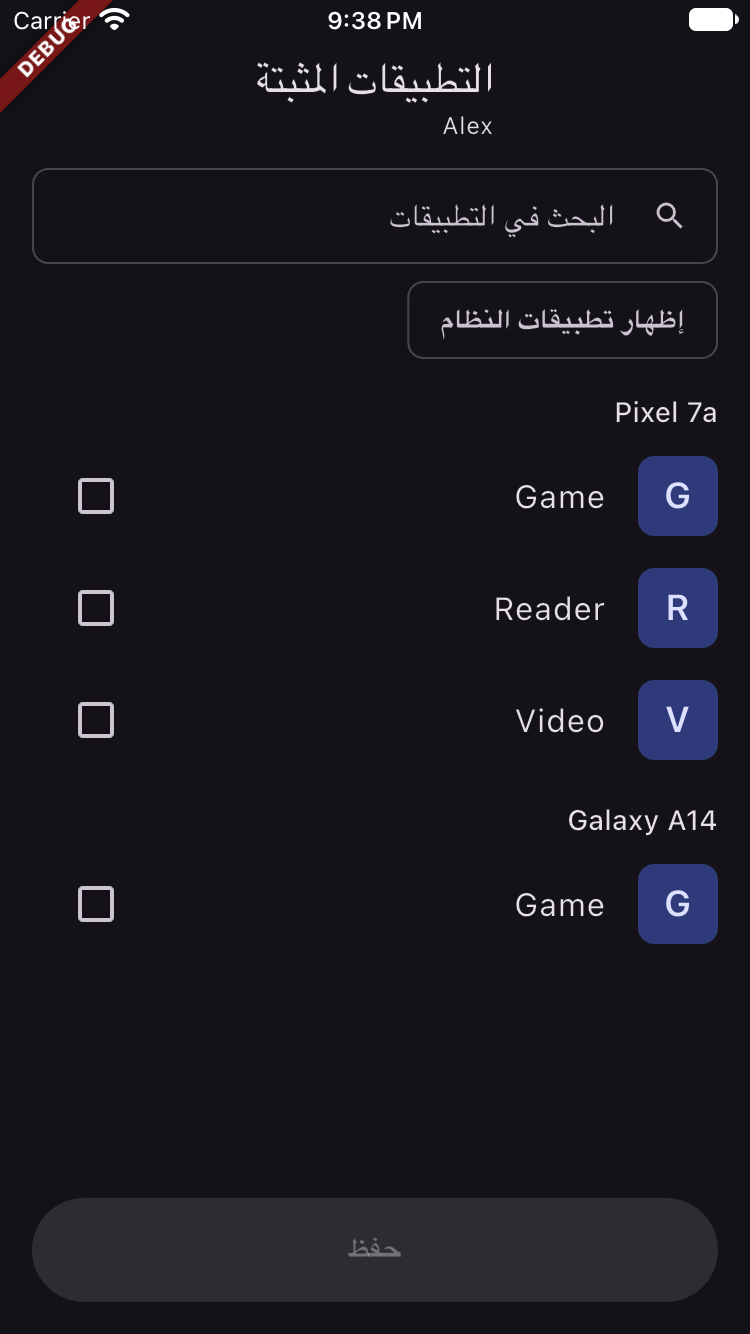 Carrier 9:38 PM
DEBUG
التطبيقات المثبتة
Alex
البحث في التطبيقات
إظهار تطبيقات النظام
Pixel 7a
G Game
R Reader
V Video
Galaxy A14
G Game
حفظ